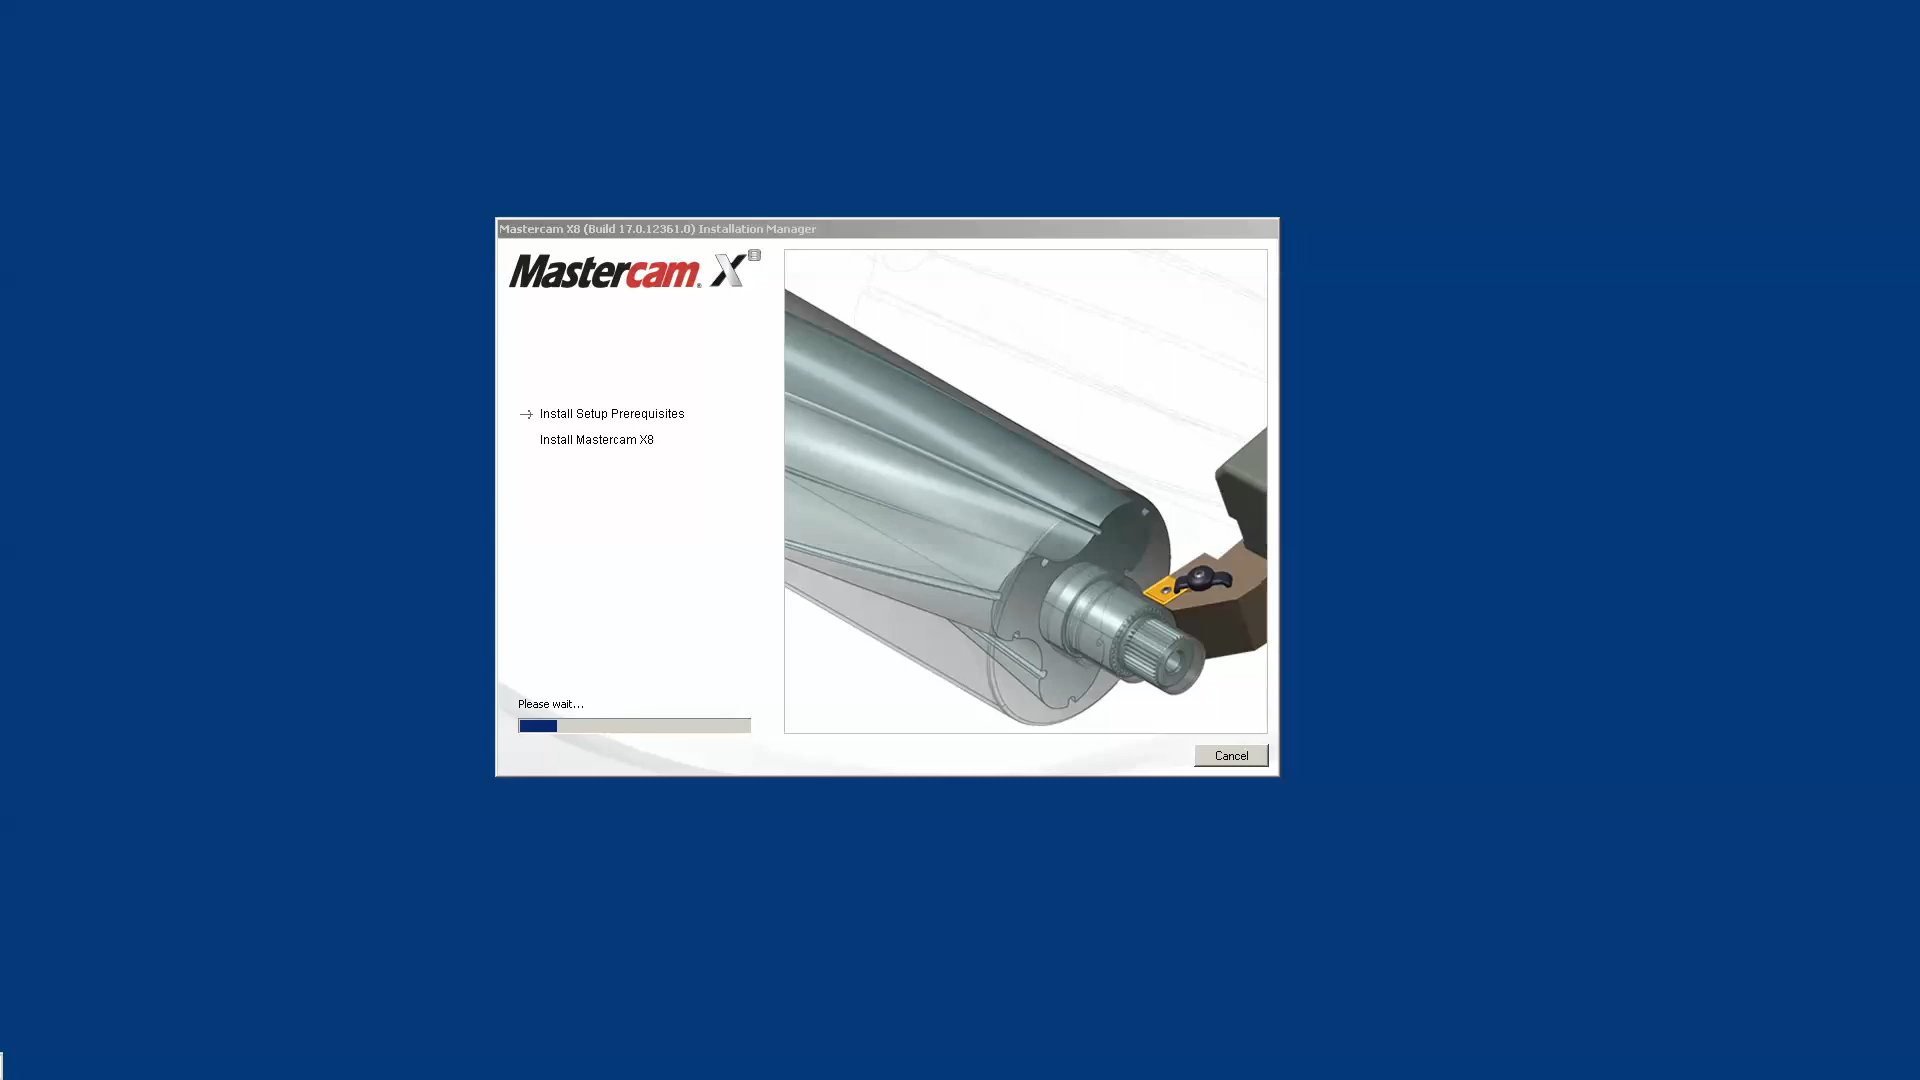 Mastercam X8 (Build 17.0.12361.0) Installation Manager
Mastercam® X8
Install Setup Prerequisites
Install Mastercam X8
Please wait...
Cancel